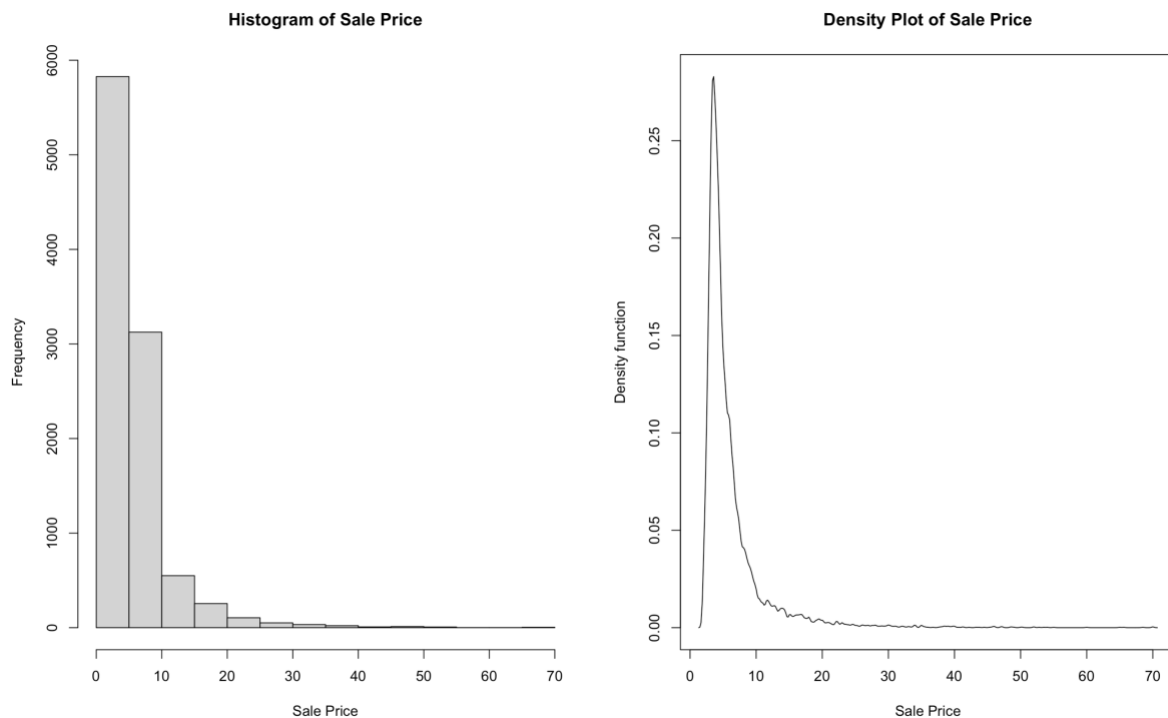 Histogram of Sale Price
Frequency
0
1000
2000
3000
4000
5000
6000
0 10 20 30 40 50 60 70
Sale Price
Density Plot of Sale Price
Density function
0.00
0.05
0.10
0.15
0.20
0.25
0 10 20 30 40 50 60 70
Sale Price